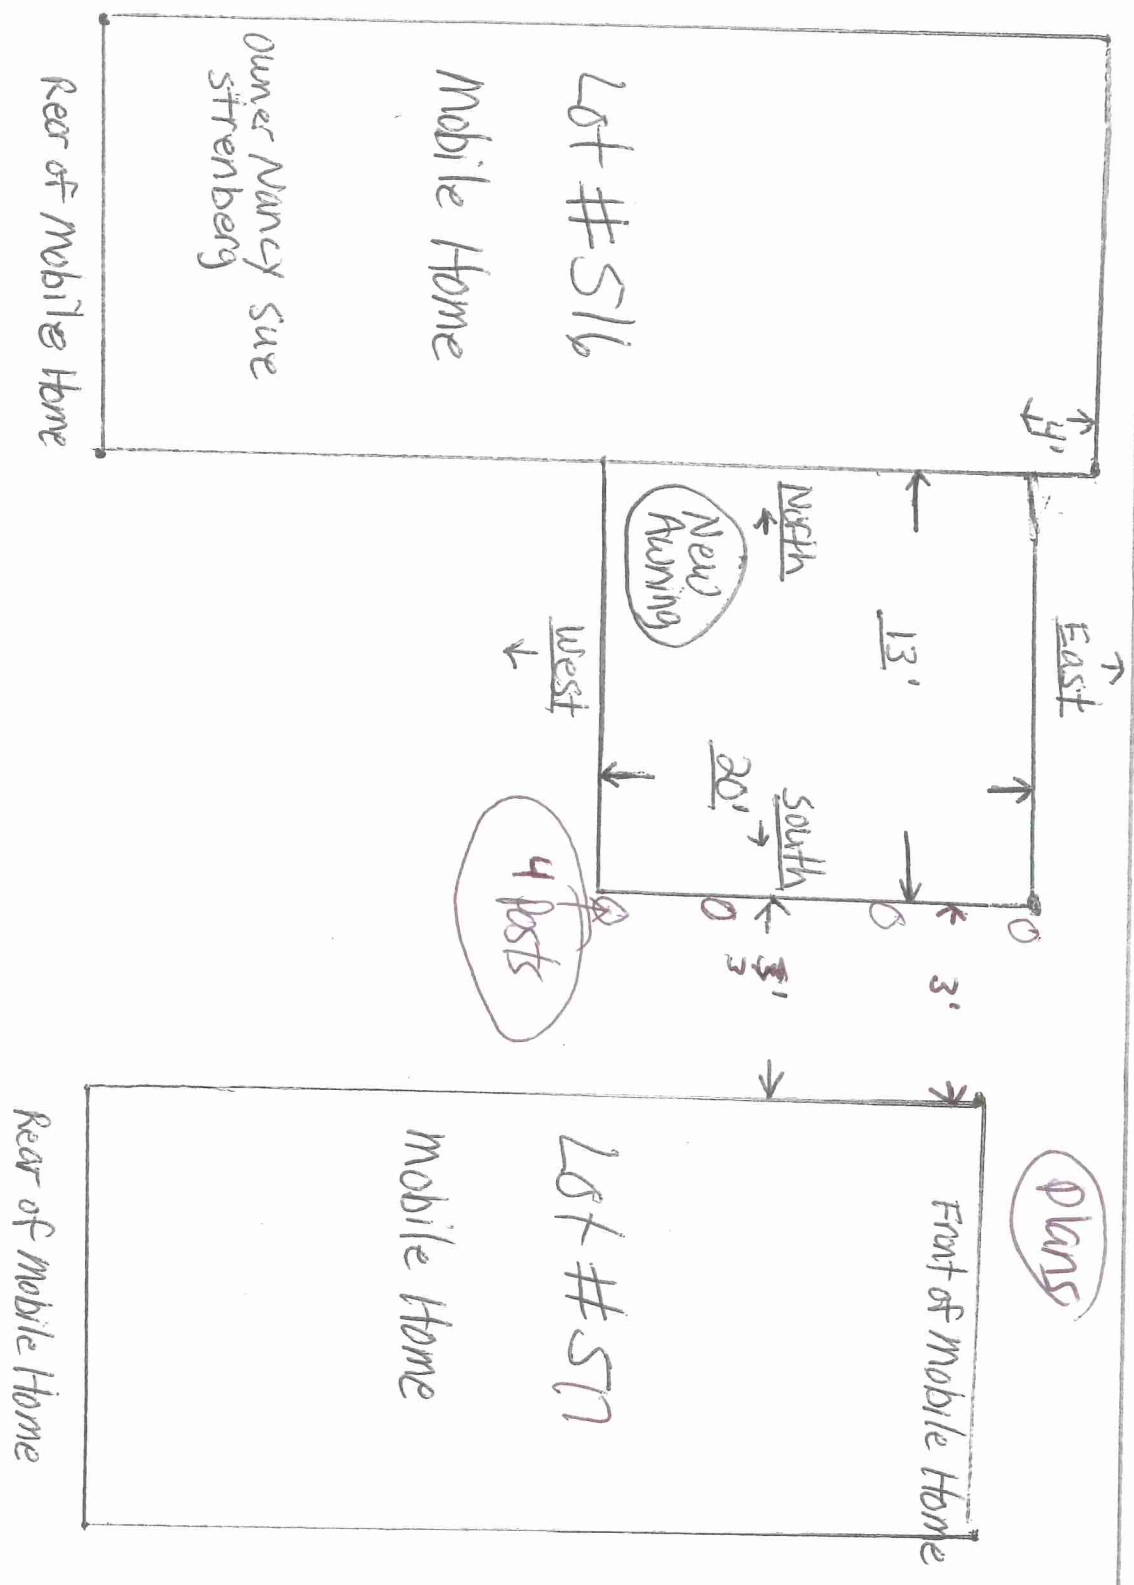 Plans
Lot #516
Mobile Home
Owner Nancy Sue
Strenberg
Rear of Mobile Home
4'
East
North
13'
New
Awning
20'
South
West
3'
3
4 Posts
Front of mobile Home
Lot #517
mobile Home
Rear of mobile Home